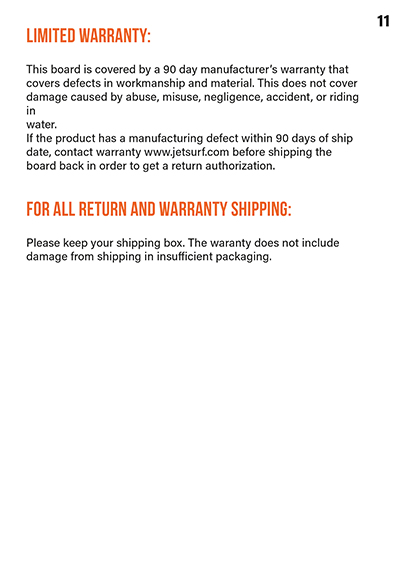 11
LIMITED WARRANTY:
This board is covered by a 90 day manufacturer's warranty that
covers defects in workmanship and material. This does not cover
damage caused by abuse, misuse, negligence, accident, or riding
in
water.
If the product has a manufacturing defect within 90 days of ship
date, contact warranty www.jetsurf.com before shipping the
board back in order to get a return authorization.
FOR ALL RETURN AND WARRANTY SHIPPING:
Please keep your shipping box. The waranty does not include
damage from shipping in insufficient packaging.